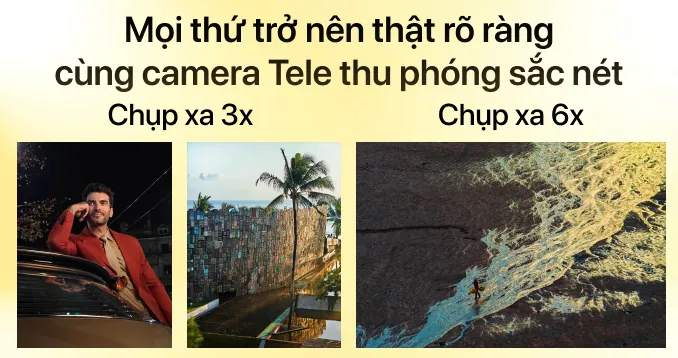 Mọi thứ trở nên thật rõ ràng
cùng camera Tele thu phóng sắc nét
Chụp xa 3x
Chụp xa 6x